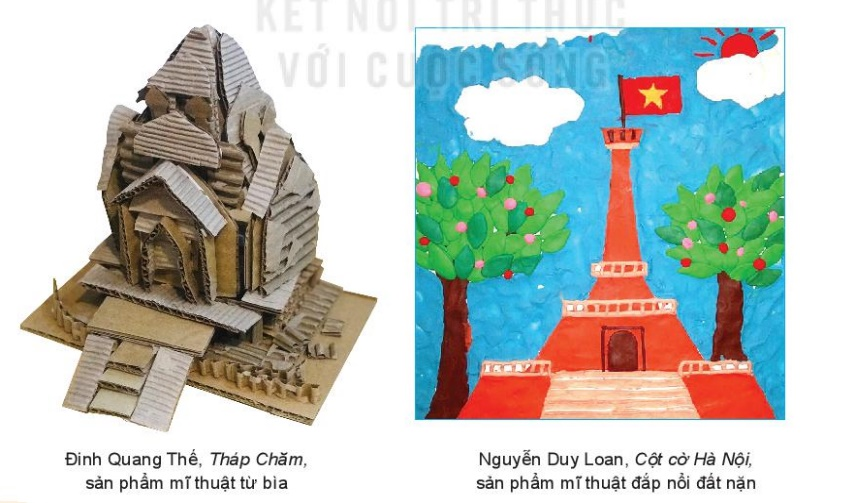 KẾT NỐI TRI THỨC
VỚI CUỘC SỐNG
Đinh Quang Thế, Tháp Chăm,
sản phẩm mĩ thuật từ bìa
Nguyễn Duy Loan, Cột cờ Hà Nội,
sản phẩm mĩ thuật đắp nổi đất nặn